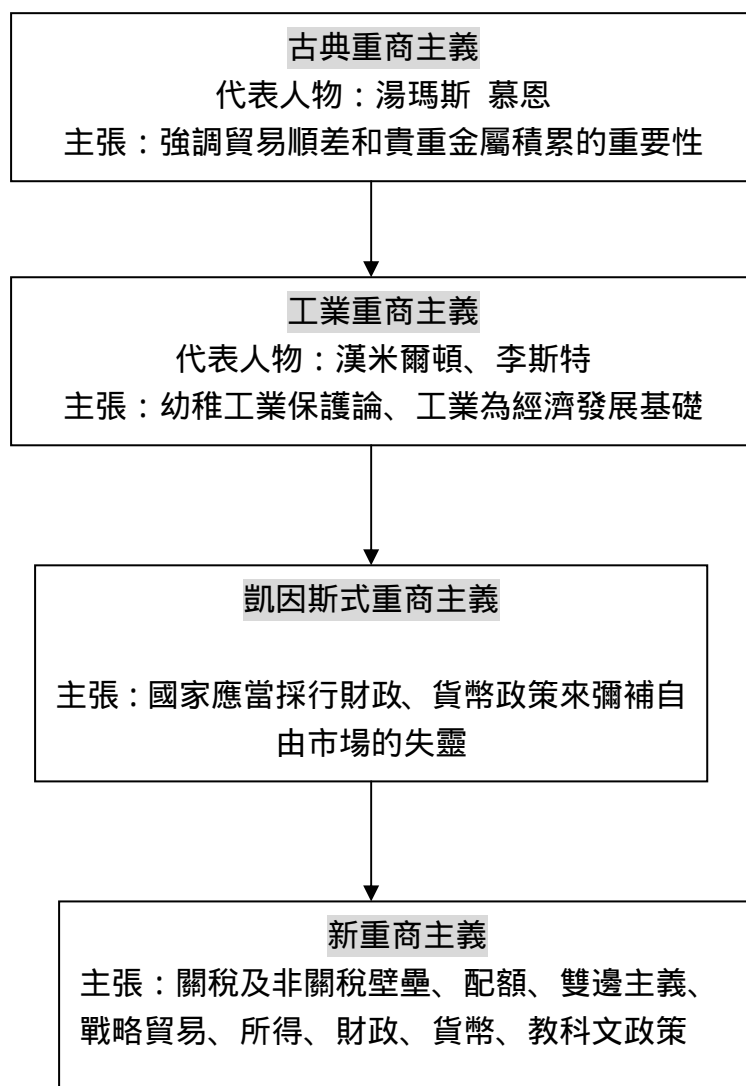 古典重商主義
代表人物：湯瑪斯 慕恩
主張：強調貿易順差和貴重金屬積累的重要性
工業重商主義
代表人物：漢米爾頓、李斯特
主張：幼稚工業保護論、工業為經濟發展基礎
凱因斯式重商主義
主張：國家應當採行財政、貨幣政策來彌補自
由市場的失靈
新重商主義
主張：關稅及非關稅壁壘、配額、雙邊主義、
戰略貿易、所得、財政、貨幣、教科文政策